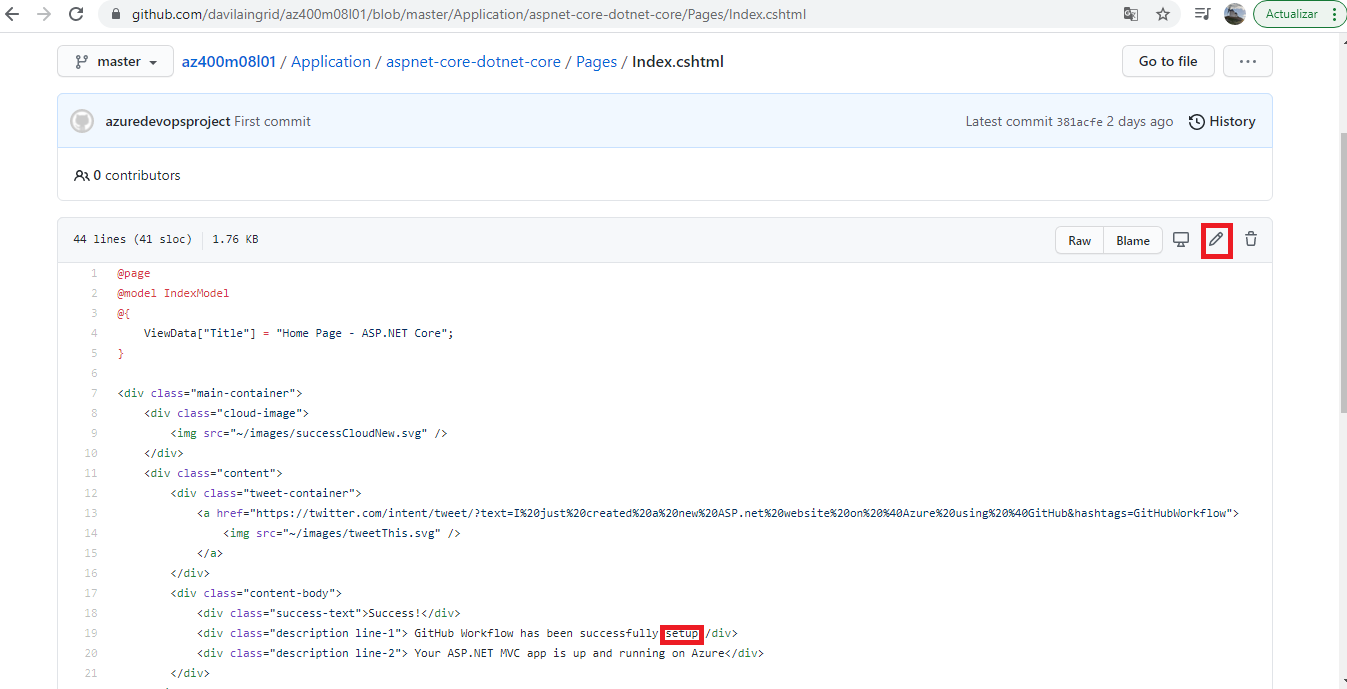 github.com/davilaingrid/az400m08l01/blob/master/Application/aspnet-core-dotnet-core/Pages/Index.cshtml
Actualizar
master
az400m08l01 / Application / aspnet-core-dotnet-core / Pages / Index.cshtml
Go to file
azuredevopsproject First commit
Latest commit 381acfe 2 days ago
History
0 contributors
44 lines (41 sloc)
1.76 KB
Raw
Blame
1 @page
2 @model IndexModel
3 @{
4 ViewData["Title"] = "Home Page - ASP.NET Core";
5 }
6
7 <div class="main-container">
8 <div class="cloud-image">
9 <img src="~/images/successCloudNew.svg" />
10 </div>
11 <div class="content">
12 <div class="tweet-container">
13 <a href="https://twitter.com/intent/tweet/?text=I%20just%20created%20a%20new%20ASP.net%20website%20on%20%40Azure%20using%20%40GitHub&hashtags=GitHubWorkflow">
14 <img src="~/images/tweetThis.svg" />
15 </a>
16 </div>
17 <div class="content-body">
18 <div class="success-text">Success!</div>
19 <div class="description line-1"> GitHub Workflow has been successfully setup/div>
20 <div class="description line-2"> Your ASP.NET MVC app is up and running on Azure</div>
21 </div>